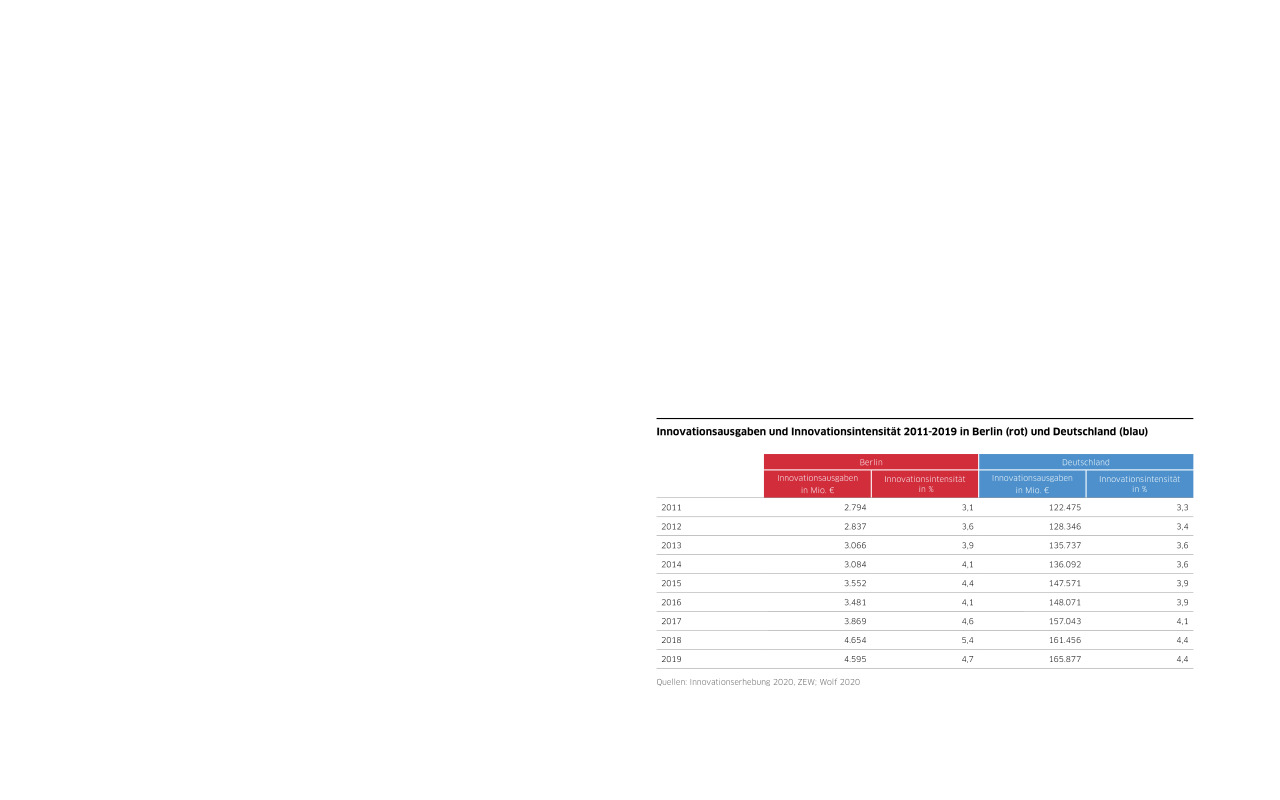 Innovationsausgaben und Innovationsintensität 2011-2019 in Berlin (rot) und Deutschland (blau)
Berlin Deutschland
Innovationsausgaben in Mio. € Innovationsintensität in % Innovationsausgaben in Mio. € Innovationsintensität in %
2011 2.794 3,1 122.475 3,3
2012 2.837 3,6 128.346 3,4
2013 3.066 3,9 135.737 3,6
2014 3.084 4,1 136.092 3,6
2015 3.552 4,4 147.571 3,9
2016 3.481 4,1 148.071 3,9
2017 3.869 4,6 157.043 4,1
2018 4.654 5,4 161.456 4,4
2019 4.595 4,7 165.877 4,4
Quellen: Innovationserhebung 2020, ZEW; Wolf 2020